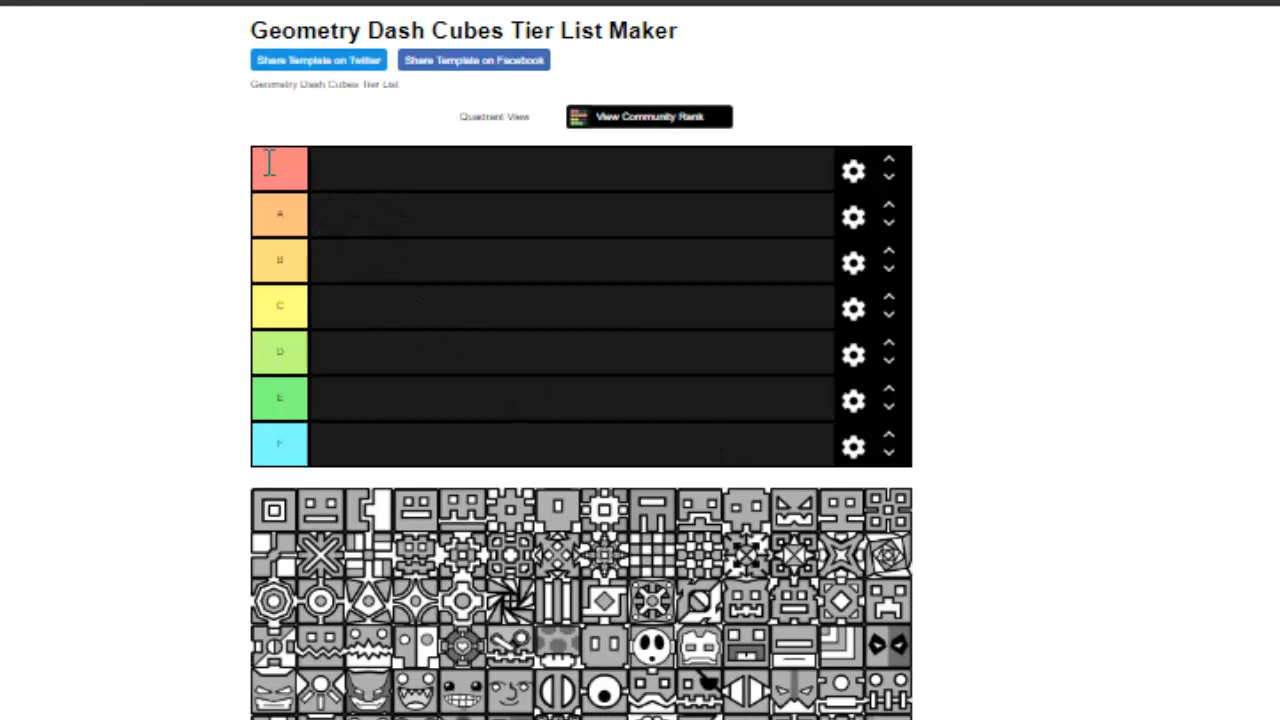 Geometry Dash Cubes Tier List Maker
Share Template on Twitter Share Template on Facebook
Geometry Dash Cubes Tier List
Quadrant View View Community Rank
A
B
C
D
E
F